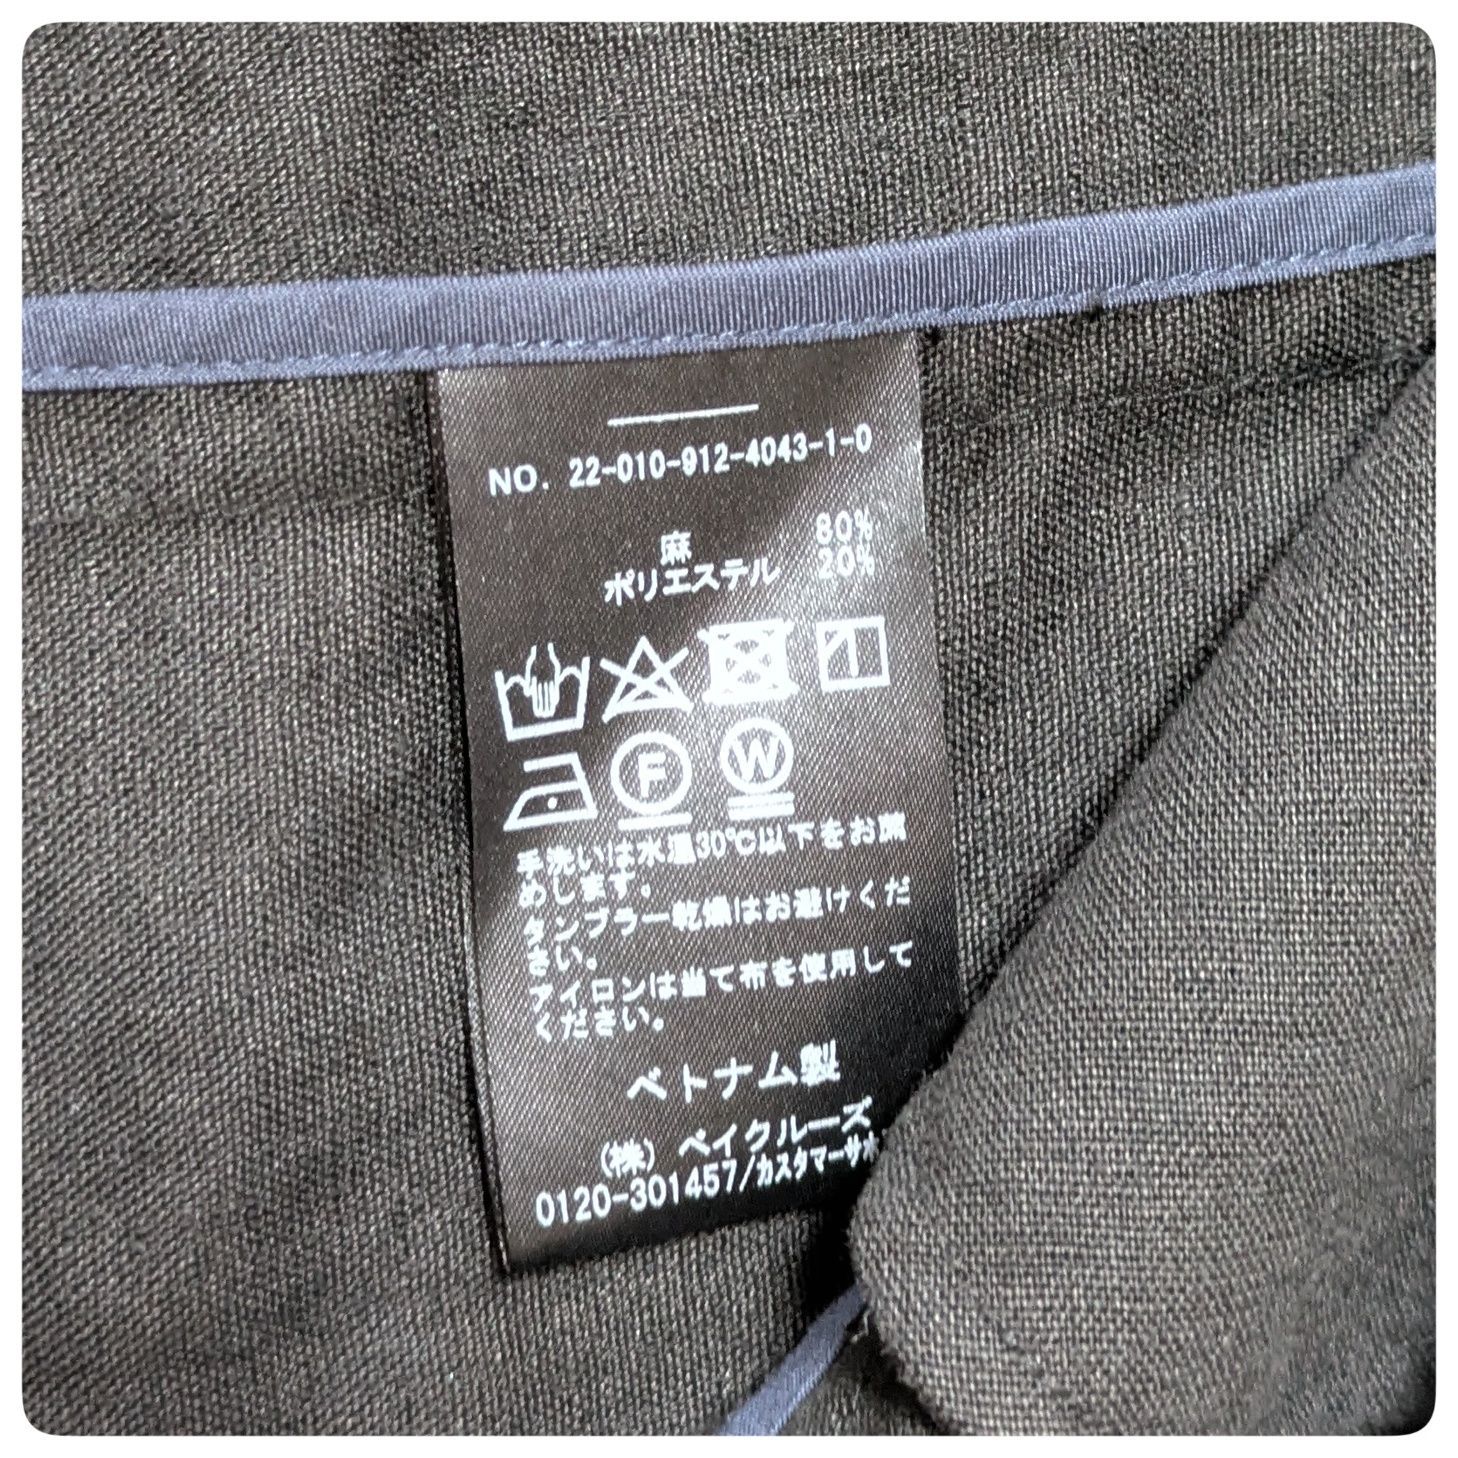 NO. 22-010-912-4043-1-0
麻 80%
ポリエステル 20%
F W
手洗いは水温30℃以下をお薦
めします。
タンブラー乾燥はお避けくだ
さい。
アイロンは当て布を使用して
ください。
ベトナム製
(株) ベイクルーズ
0120-301457/カスタマーサポ